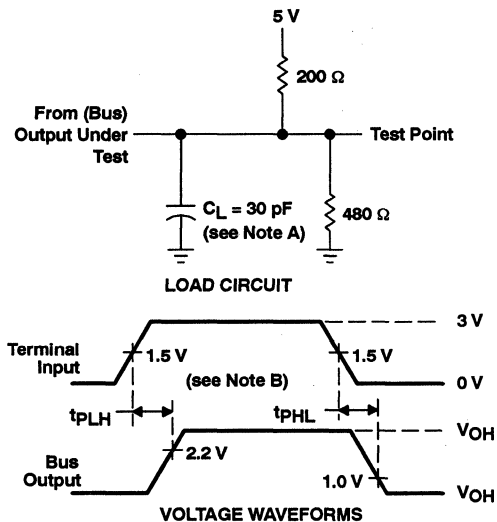 5 V
200 Ω
From (Bus)
Output Under
Test
Test Point
CL = 30 pF
(see Note A)
480 Ω
LOAD CIRCUIT
3 V
Terminal
Input
1.5 V
1.5 V
(see Note B)
0 V
tPLH
tPHL
VOH
Bus
Output
2.2 V
1.0 V
VOH
VOLTAGE WAVEFORMS